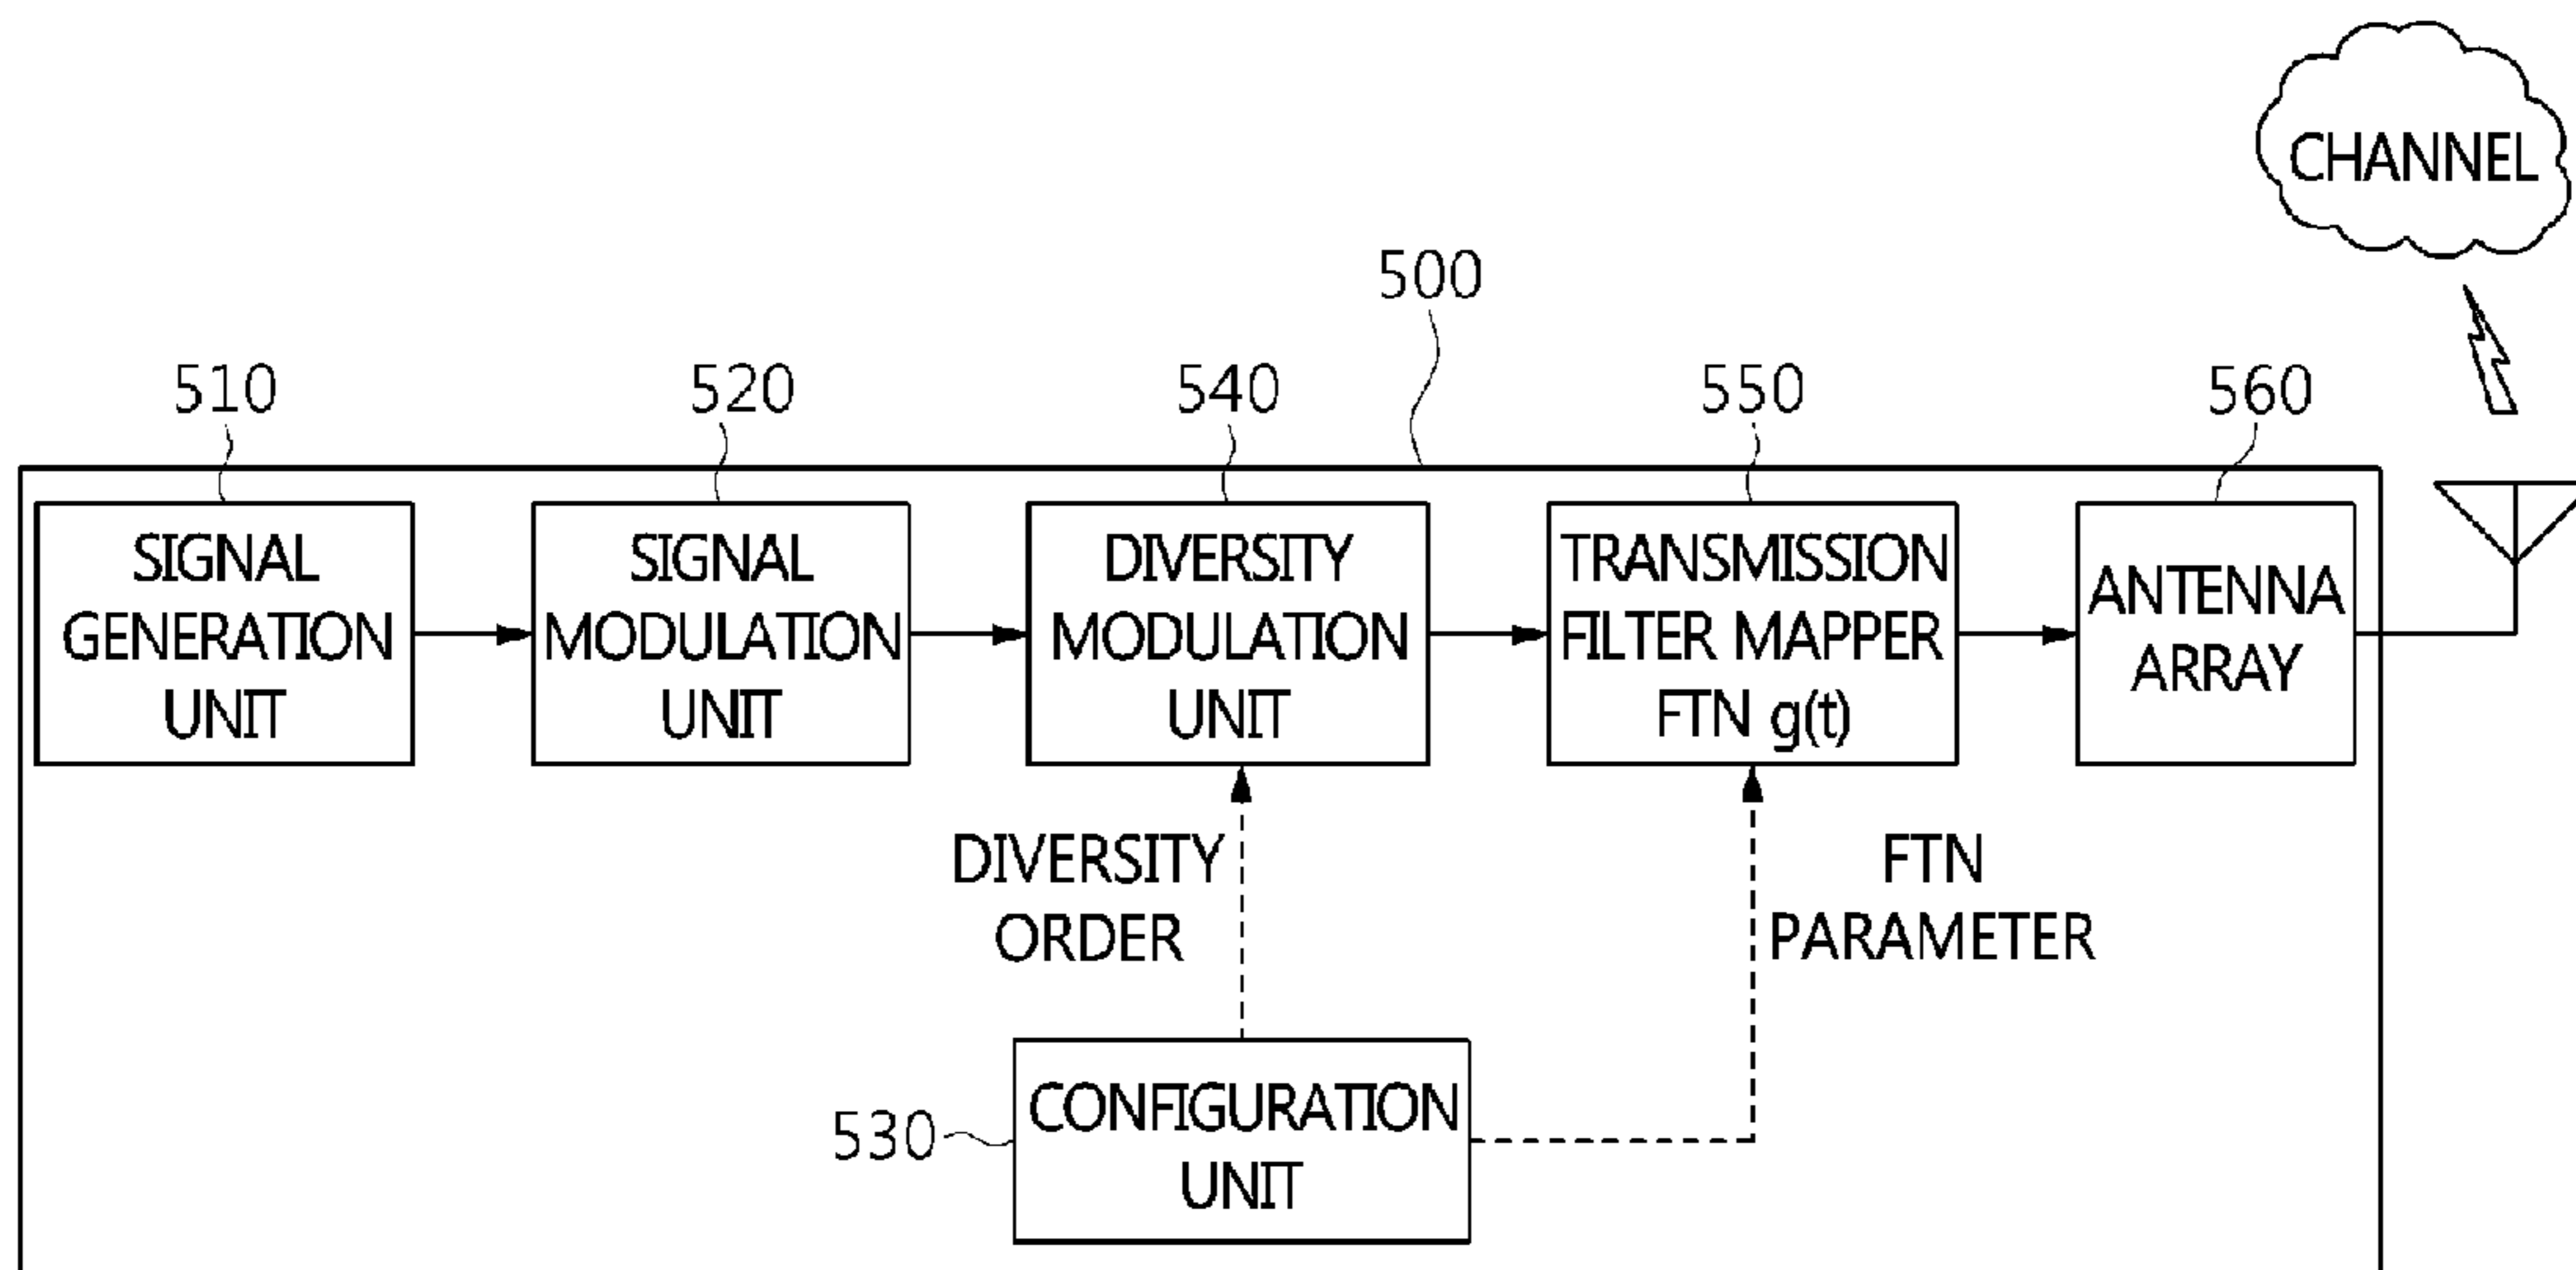 CHANNEL
500
510
520
540
550
560
SIGNAL
GENERATION
UNIT
SIGNAL
MODULATION
UNIT
DIVERSITY
MODULATION
UNIT
TRANSMISSION
FILTER MAPPER
FTN g(t)
ANTENNA
ARRAY
DIVERSITY
ORDER
FTN
PARAMETER
530
CONFIGURATION
UNIT